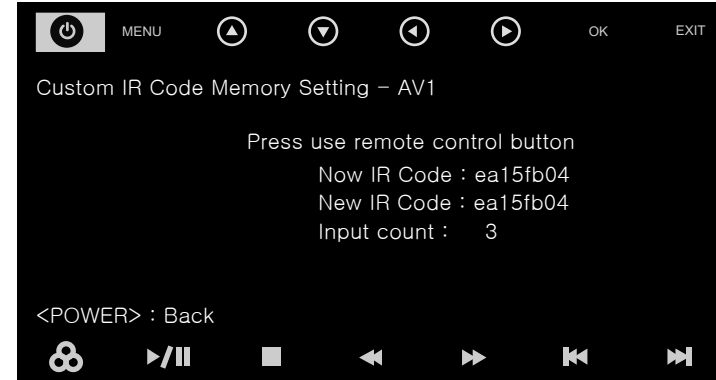 MENU OK EXIT
Custom IR Code Memory Setting - AV1
Press use remote control button
Now IR Code : ea15fb04
New IR Code : ea15fb04
Input count : 3
<POWER> : Back